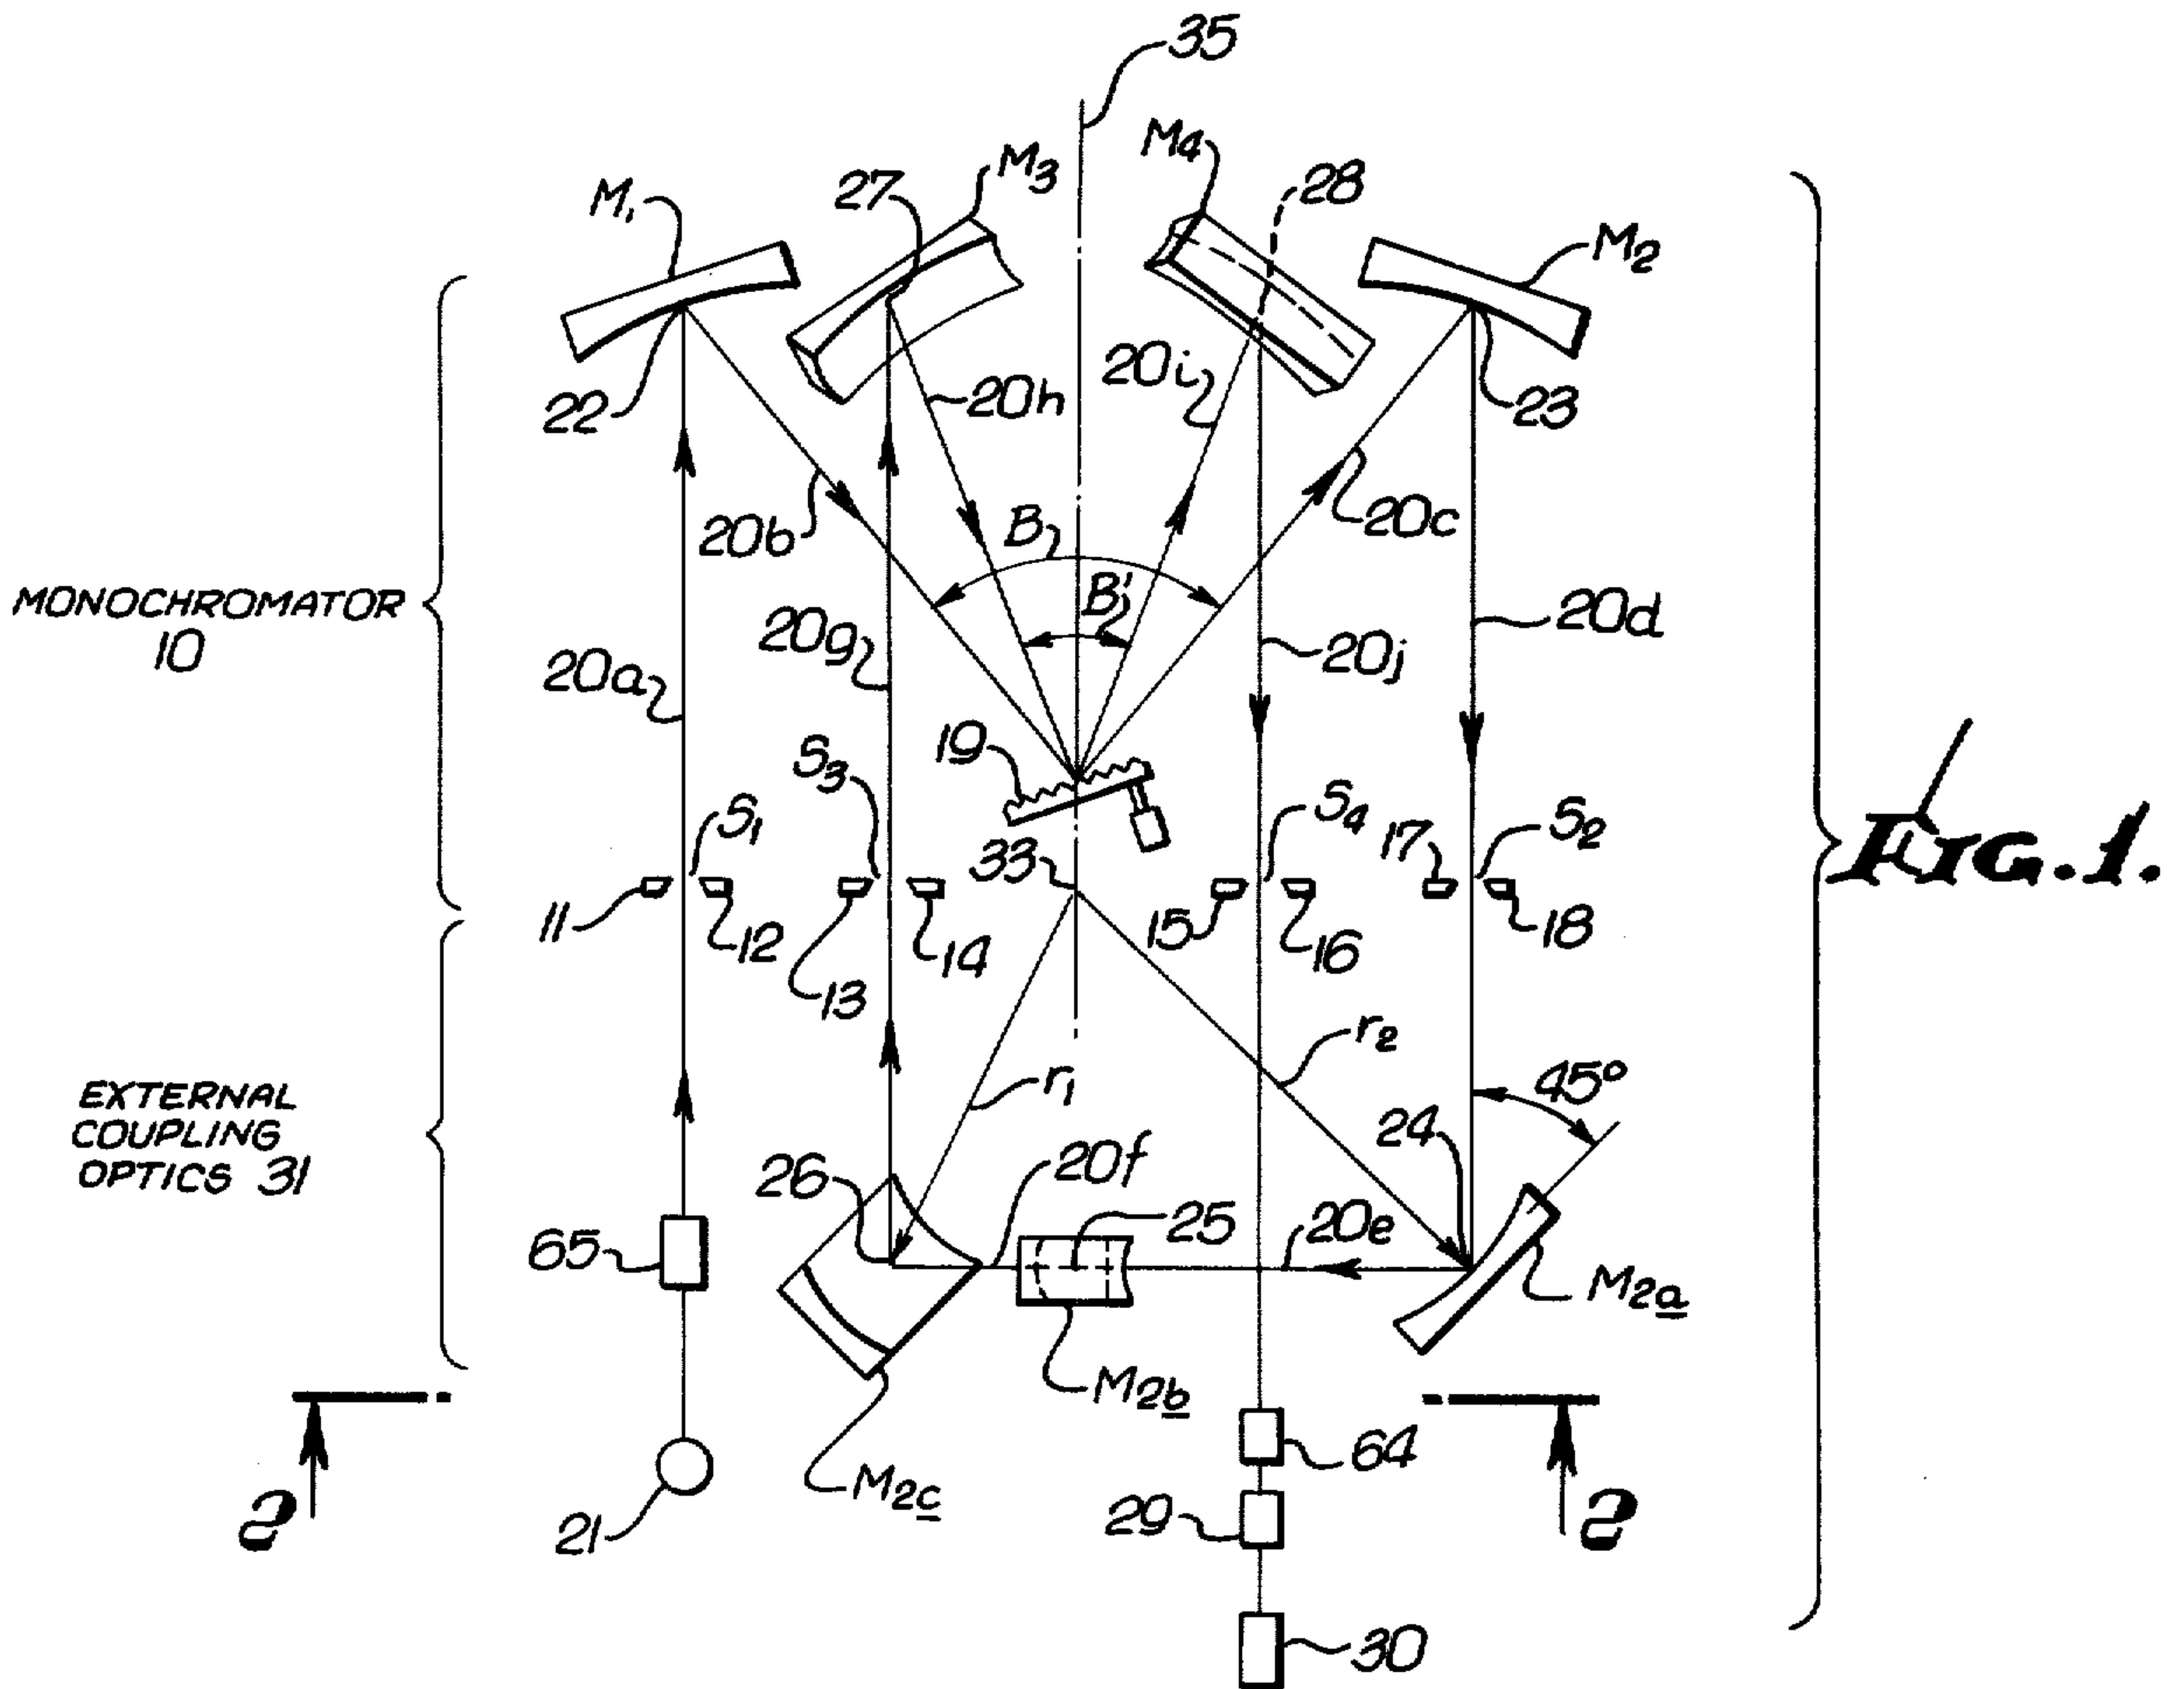 35
M1
27
M3
M4
28
M2
22
20h
20i
23
20b
B
B'
20c
MONOCHROMATOR
10
20a
20g
20j
20d
19
S1
S3
S4
17
S2
33
11
12
13
14
15
16
18
FIG. 1.
r1
r2
45°
EXTERNAL
COUPLING
OPTICS 31
24
26
20f
25
20e
65
M2a
M2b
M2c
64
2
21
29
2
30